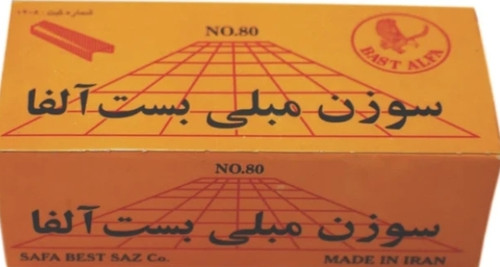 NO.80
BAST ALFA
سوزن مبلی بست آلفا
NO.80
سوزن مبلی بست آلفا
SAFA BEST SAZ Co.
MADE IN IRAN